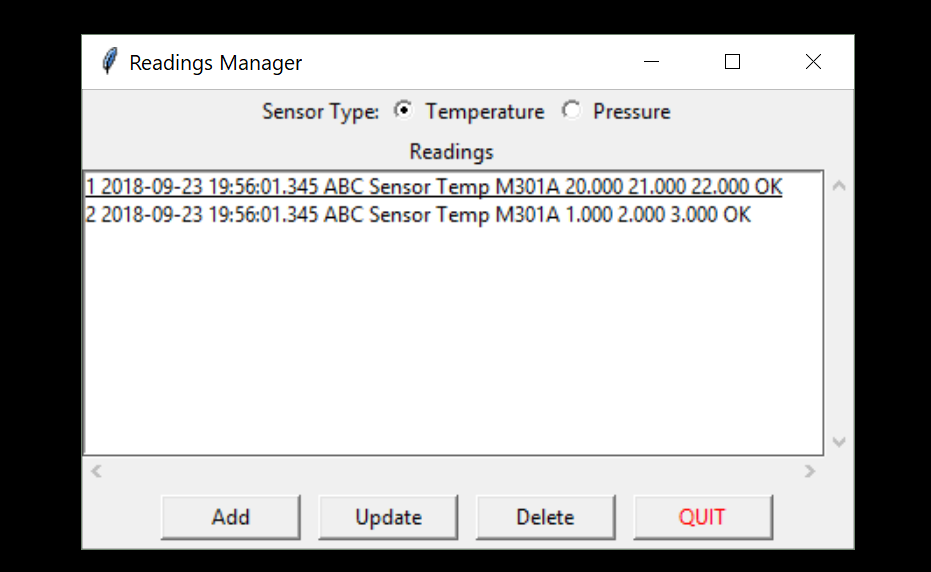 Readings Manager
Sensor Type: Temperature Pressure
Readings
1 2018-09-23 19:56:01.345 ABC Sensor Temp M301A 20.000 21.000 22.000 OK
2 2018-09-23 19:56:01.345 ABC Sensor Temp M301A 1.000 2.000 3.000 OK
Add Update Delete QUIT